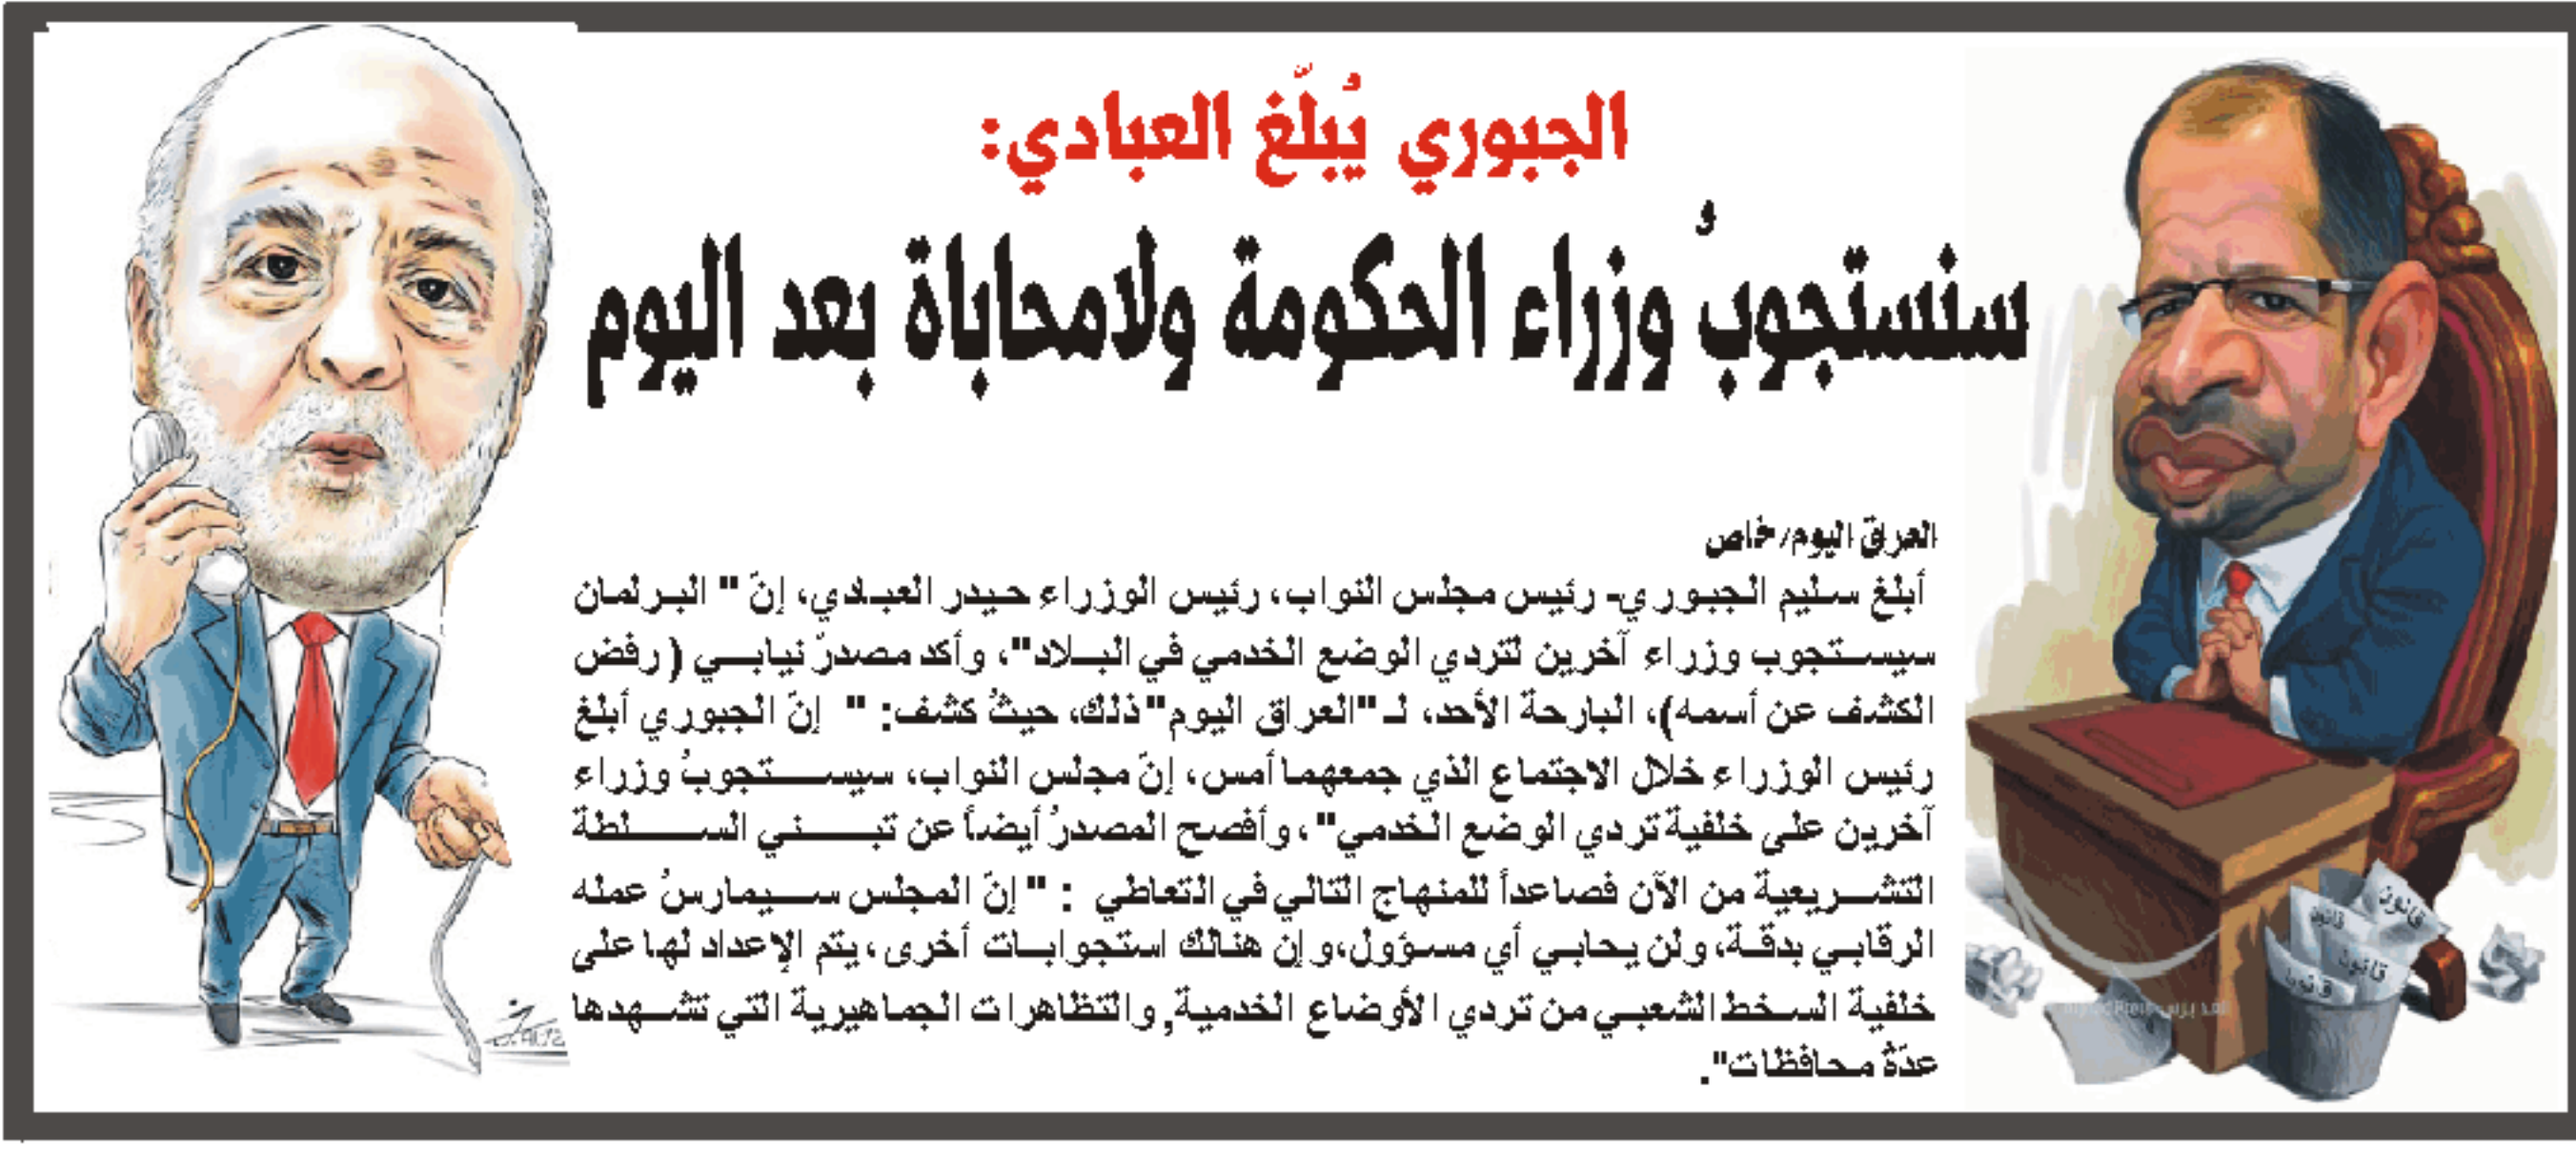 الجبوري يُبلّغ العبادي:
سنستجوبُ وزراء الحكومة ولامحاباة بعد اليوم
العراق اليوم/خاص
أبلغ سليم الجبوري- رئيس مجلس النواب، رئيس الوزراء حيدر العبادي، إنّ " البرلمان
سيستجوب وزراء آخرين لتردي الوضع الخدمي في البلاد"، وأكد مصدرٌ نيابي ( رفض
الكشف عن أسمه)، البارحة الأحد، لـ "العراق اليوم"ذلك، حيثُ كشف: " إنّ الجبوري أبلغ
رئيس الوزراء خلال الاجتماع الذي جمعهما أمس، إنّ مجلس النواب، سيستجوبُ وزراء
آخرين على خلفية تردي الوضع الخدمي"، وأفصح المصدرُ أيضاً عن تبني السلطة
التشريعية من الآن فصاعداً للمنهاج التالي في التعاطي : " إنّ المجلس سيمارسُ عمله
الرقابي بدقة، ولن يحابي أي مسؤول،وإن هنالك استجوابات أخرى، يتم الإعداد لها على
خلفية السخط الشعبي من تردي الأوضاع الخدمية, والتظاهرات الجماهيرية التي تشهدها
عدّة محافظات".
قانون
قانون
قانون
قانون